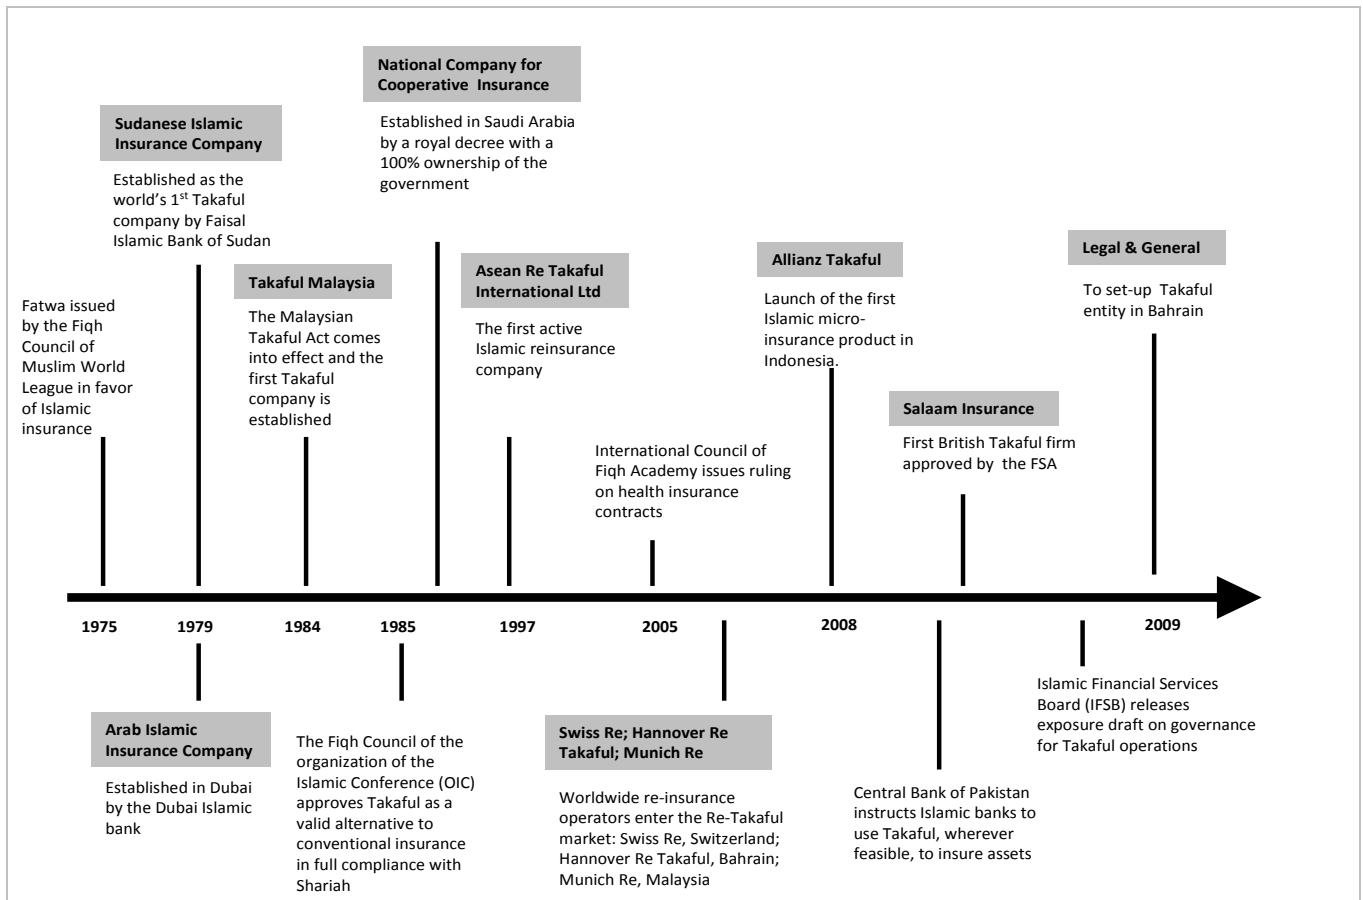 National Company for
Cooperative  Insurance
Established in Saudi Arabia
by a royal decree with a
100% ownership of the
government
Sudanese Islamic
Insurance Company
Established as the
world's 1st Takaful
company by Faisal
Islamic Bank of Sudan
Fatwa issued
by the Fiqh
Council of
Muslim World
League in favor
of Islamic
insurance
Takaful Malaysia
The Malaysian
Takaful Act comes
into effect and the
first Takaful
company is
established
Asean Re Takaful
International Ltd
The first active
Islamic reinsurance
company
International Council of
Fiqh Academy issues ruling
on health insurance
contracts
Allianz Takaful
Launch of the first
Islamic micro-
insurance product in
Indonesia.
Salaam Insurance
First British Takaful firm
approved by  the FSA
Legal & General
To set-up  Takaful
entity in Bahrain
1975 1979 1984 1985 1997 2005 2008 2009
Arab Islamic
Insurance Company
Established in Dubai
by the Dubai Islamic
bank
The Fiqh Council of the
organization of the
Islamic Conference (OIC)
approves Takaful as a
valid alternative to
conventional insurance
in full compliance with
Shariah
Swiss Re; Hannover Re
Takaful; Munich Re
Worldwide re-insurance
operators enter the Re-Takaful
market: Swiss Re, Switzerland;
Hannover Re Takaful, Bahrain;
Munich Re, Malaysia
Central Bank of Pakistan
instructs Islamic banks to
use Takaful, wherever
feasible, to insure assets
Islamic Financial Services
Board (IFSB) releases
exposure draft on governance
for Takaful operations